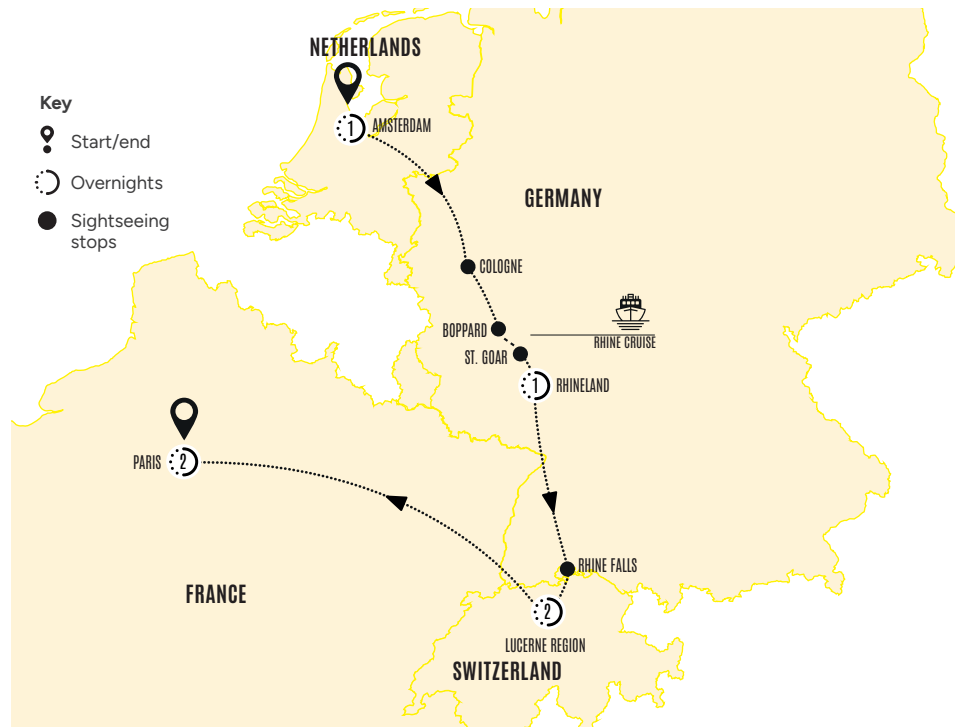 NETHERLANDS
Key
Start/end
Overnights
Sightseeing
stops
1
AMSTERDAM
GERMANY
COLOGNE
BOPPARD
RHINE CRUISE
ST. GOAR
1
RHINELAND
PARIS
2
RHINE FALLS
FRANCE
2
LUCERNE REGION
SWITZERLAND